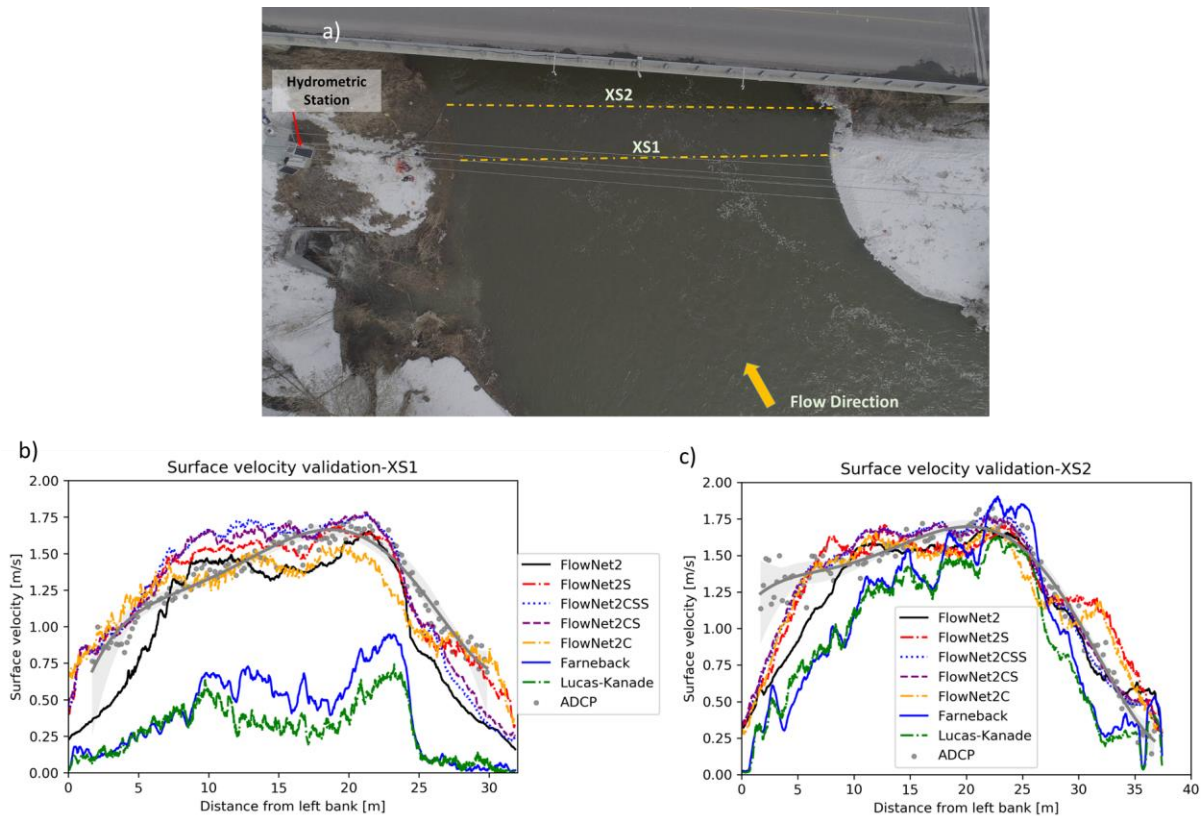 a)
Hydrometric
Station
XS2
XS1
Flow Direction
b)
Surface velocity validation-XS1
Surface velocity [m/s]
2.00
1.75
1.50
1.25
1.00
0.75
0.50
0.25
0.00
0 5 10 15 20 25 30
Distance from left bank [m]
FlowNet2
FlowNet2S
FlowNet2CSS
FlowNet2CS
FlowNet2C
Farneback
Lucas-Kanade
ADCP
c)
Surface velocity validation-XS2
Surface velocity [m/s]
2.00
1.75
1.50
1.25
1.00
0.75
0.50
0.25
0.00
0 5 10 15 20 25 30 35 40
Distance from left bank [m]
FlowNet2
FlowNet2S
FlowNet2CSS
FlowNet2CS
FlowNet2C
Farneback
Lucas-Kanade
ADCP